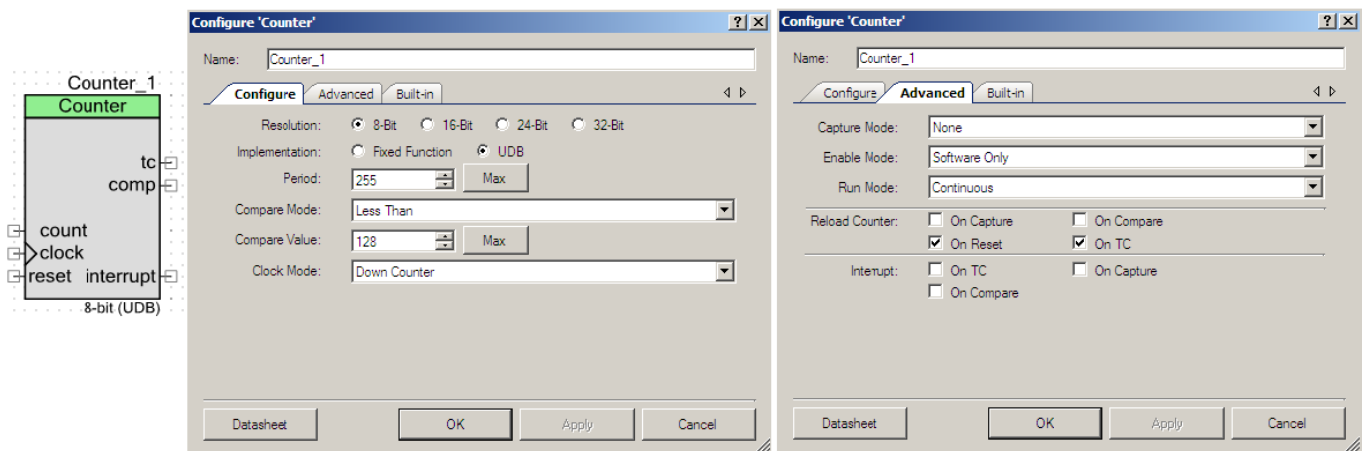 Counter_1
Counter
tc
comp
count
clock
reset interrupt
8-bit (UDB)
Configure 'Counter'
Name: Counter_1
Configure Advanced Built-in
Resolution: 8-Bit 16-Bit 24-Bit 32-Bit
Implementation: Fixed Function UDB
Period: 255 Max
Compare Mode: Less Than
Compare Value: 128 Max
Clock Mode: Down Counter
Datasheet OK Apply Cancel
Configure 'Counter'
Name: Counter_1
Configure Advanced Built-in
Capture Mode: None
Enable Mode: Software Only
Run Mode: Continuous
Reload Counter: On Capture On Compare
On Reset On TC
Interrupt: On TC On Capture
On Compare
Datasheet OK Apply Cancel